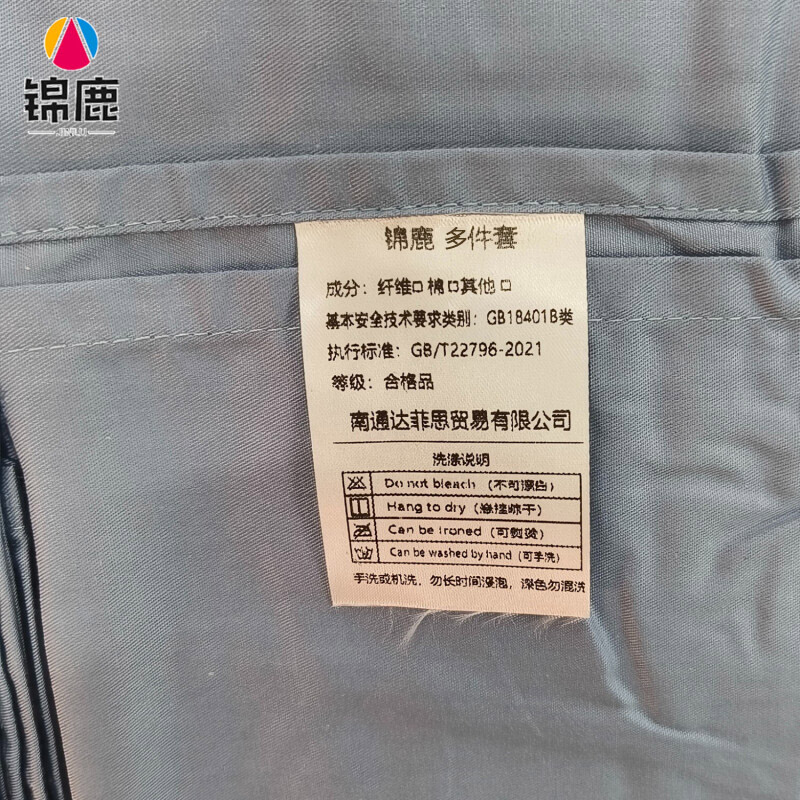 锦鹿
JINLU
锦鹿 多件套
成分：纤维□ 棉□其他□
基本安全技术要求类别：GB18401B类
执行标准：GB/T22796-2021
等级：合格品
南通达菲思贸易有限公司
洗涤说明
Do not bleach（不可漂白）
Hang to dry（悬挂晾干）
Can be ironed（可熨烫）
Can be washed by hand（可手洗）
手洗或机洗，勿长时间浸泡，深色勿混洗